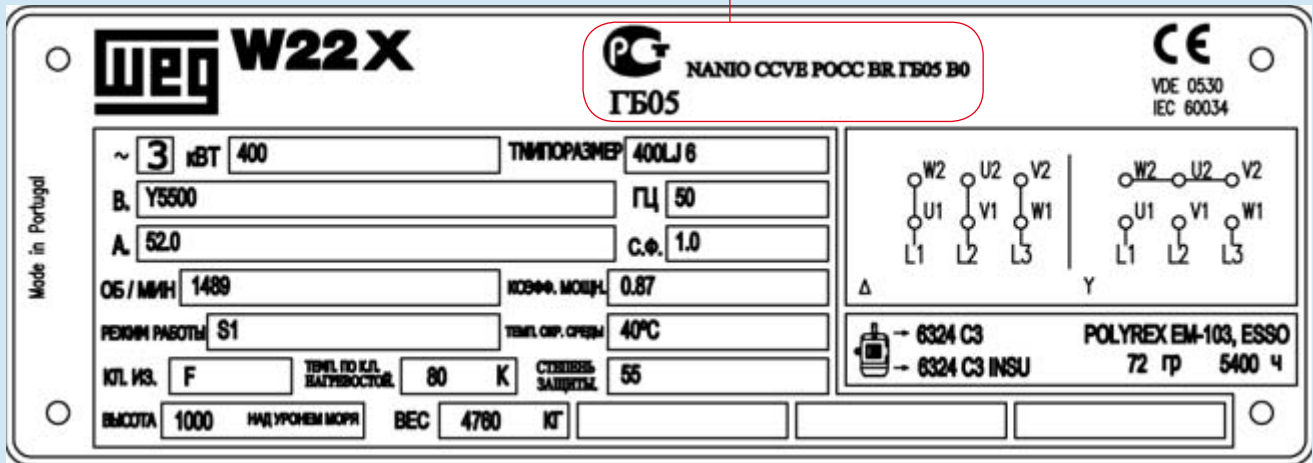 WEG W22X
РСТ NANIO CCVE РОСС BR ГБ05 В0
ГБ05
CE
VDE 0530
IEC 60034
Made in Portugal
~ 3 кВТ 400 ТИПОРАЗМЕР 400LJ6
В. Y5500 ГЦ 50
А. 52.0 С.Ф. 1.0
ОБ / МИН 1489 КОЭФФ. МОЩН. 0.87
РЕЖИМ РАБОТЫ S1 ТЕМП. ОКР. СРЕДЫ 40ºC
КЛ. ИЗ. F ТЕМП. ПО КЛ. НАГРЕВОСТОЙ. 80 К СТЕПЕНЬ ЗАЩИТЫ. 55
ВЫСОТА 1000 НАД УРОНЕМ МОРЯ ВЕС 4760 КГ
W2 U2 V2 W2 U2 V2
U1 V1 W1 U1 V1 W1
L1 L2 L3 L1 L2 L3
Δ Y
6324 C3 POLYREX EM-103, ESSO
6324 C3 INSU 72 гр 5400 ч